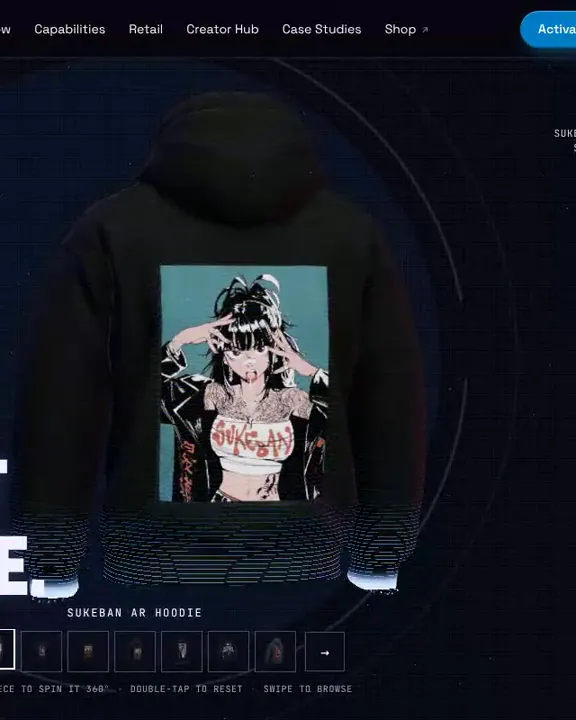 Capabilities Retail Creator Hub Case Studies Shop ↗
SUKEBAN
E.
SUKEBAN AR HOODIE
→
TO SPIN IT 360° · DOUBLE-TAP TO RESET · SWIPE TO BROWSE